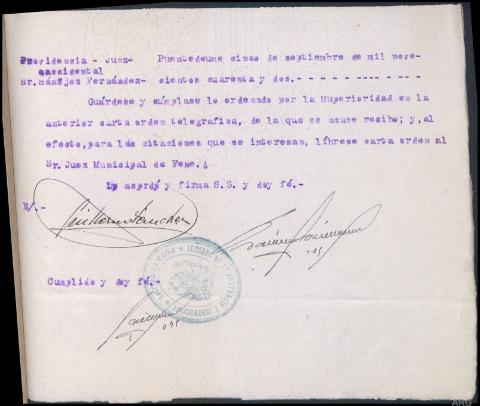 Providencia - Juez-
accidental
Sr. Sánchez Fernández-
Puentedeume cinco de septiembre de mil nove-
cientos cuarenta y dos.- - - - - - - - - - - - - -
Guárdese y cúmplase lo ordenado por la Superioridad en la
anterior carta orden telegráfica, de la que se acuse recibo; y, al
efecto, para las citaciones que se interesan, líbrese carta orden al
Sr. Juez Municipal de Fene.
Lo acordó y firma S.S. y doy fé.-
E/.-
Guillermo Sánchez
Cumplido y doy fé.-
ARG